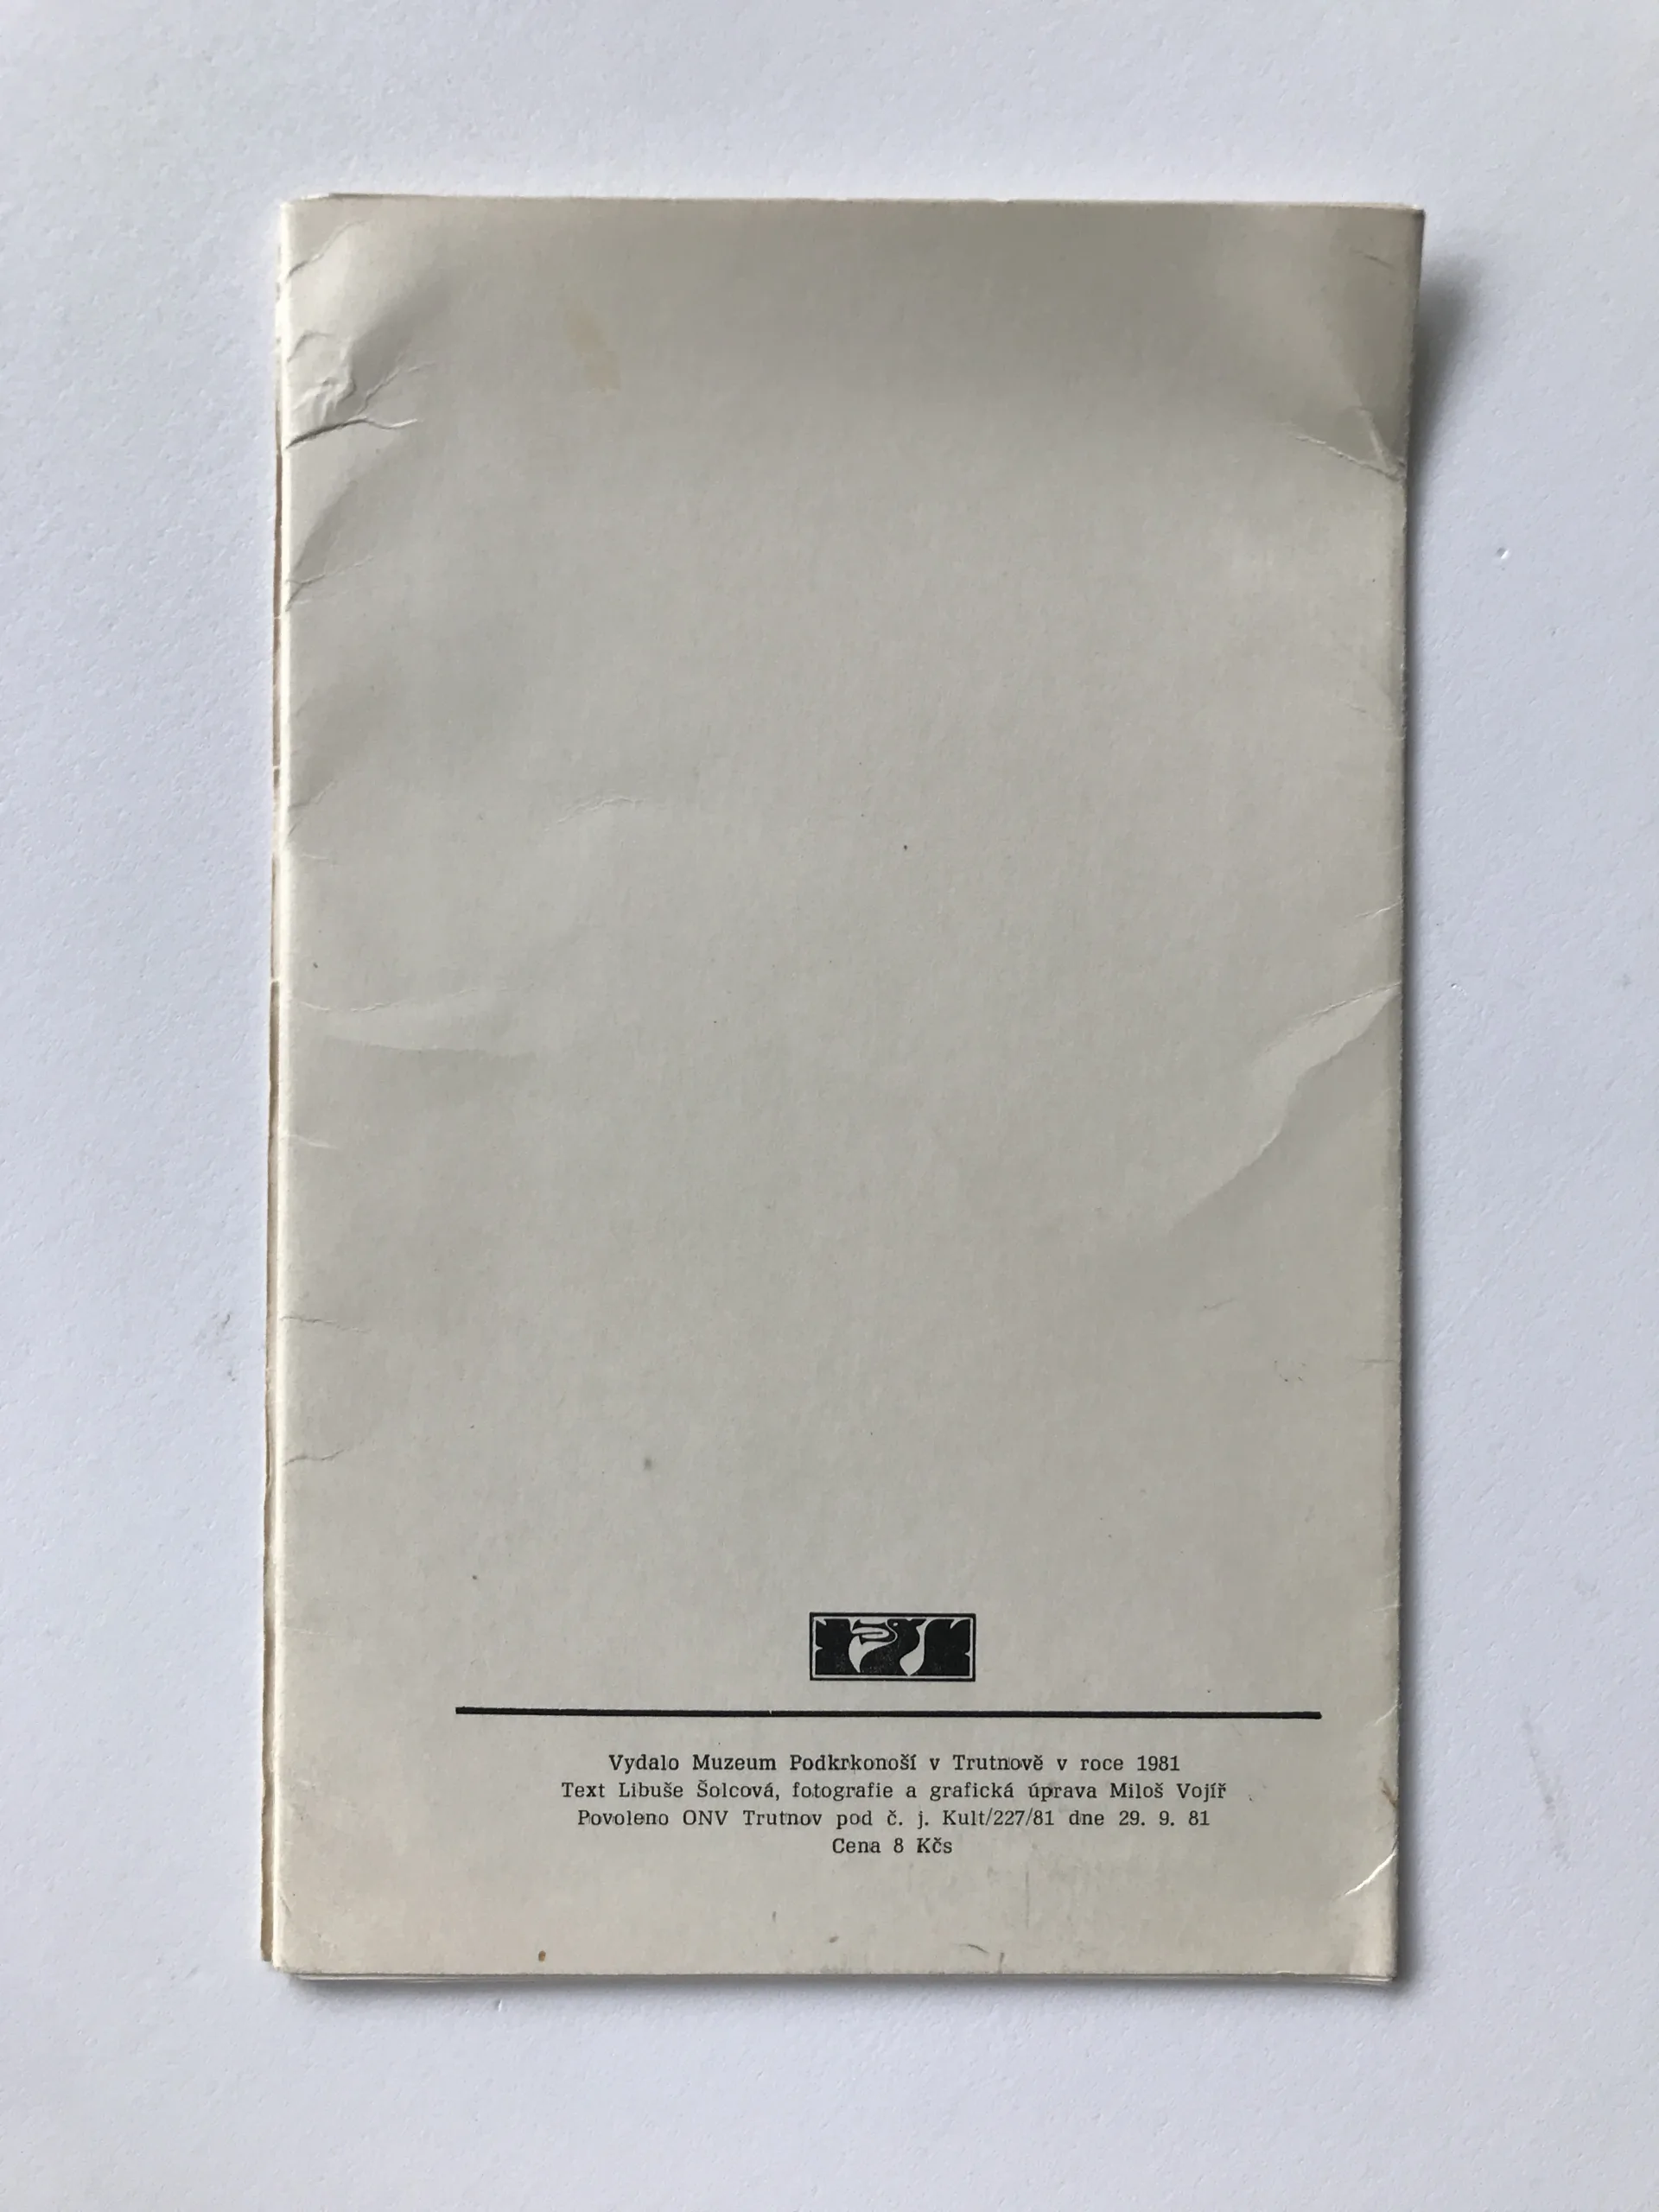 Vydalo Muzeum Podkrkonoší v Trutnově v roce 1981
Text Libuše Šolcová, fotografie a grafická úprava Miloš Vojíř
Povoleno ONV Trutnov pod č. j. Kult/227/81 dne 29. 9. 81
Cena 8 Kčs